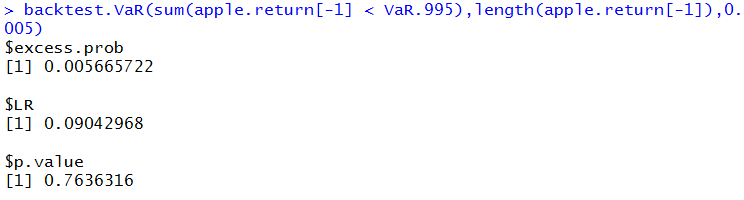 > backtest.VaR(sum(apple.return[-1] < VaR.995),length(apple.return[-1]),0.
005)
$excess.prob
[1] 0.005665722
$LR
[1] 0.09042968
$p.value
[1] 0.7636316